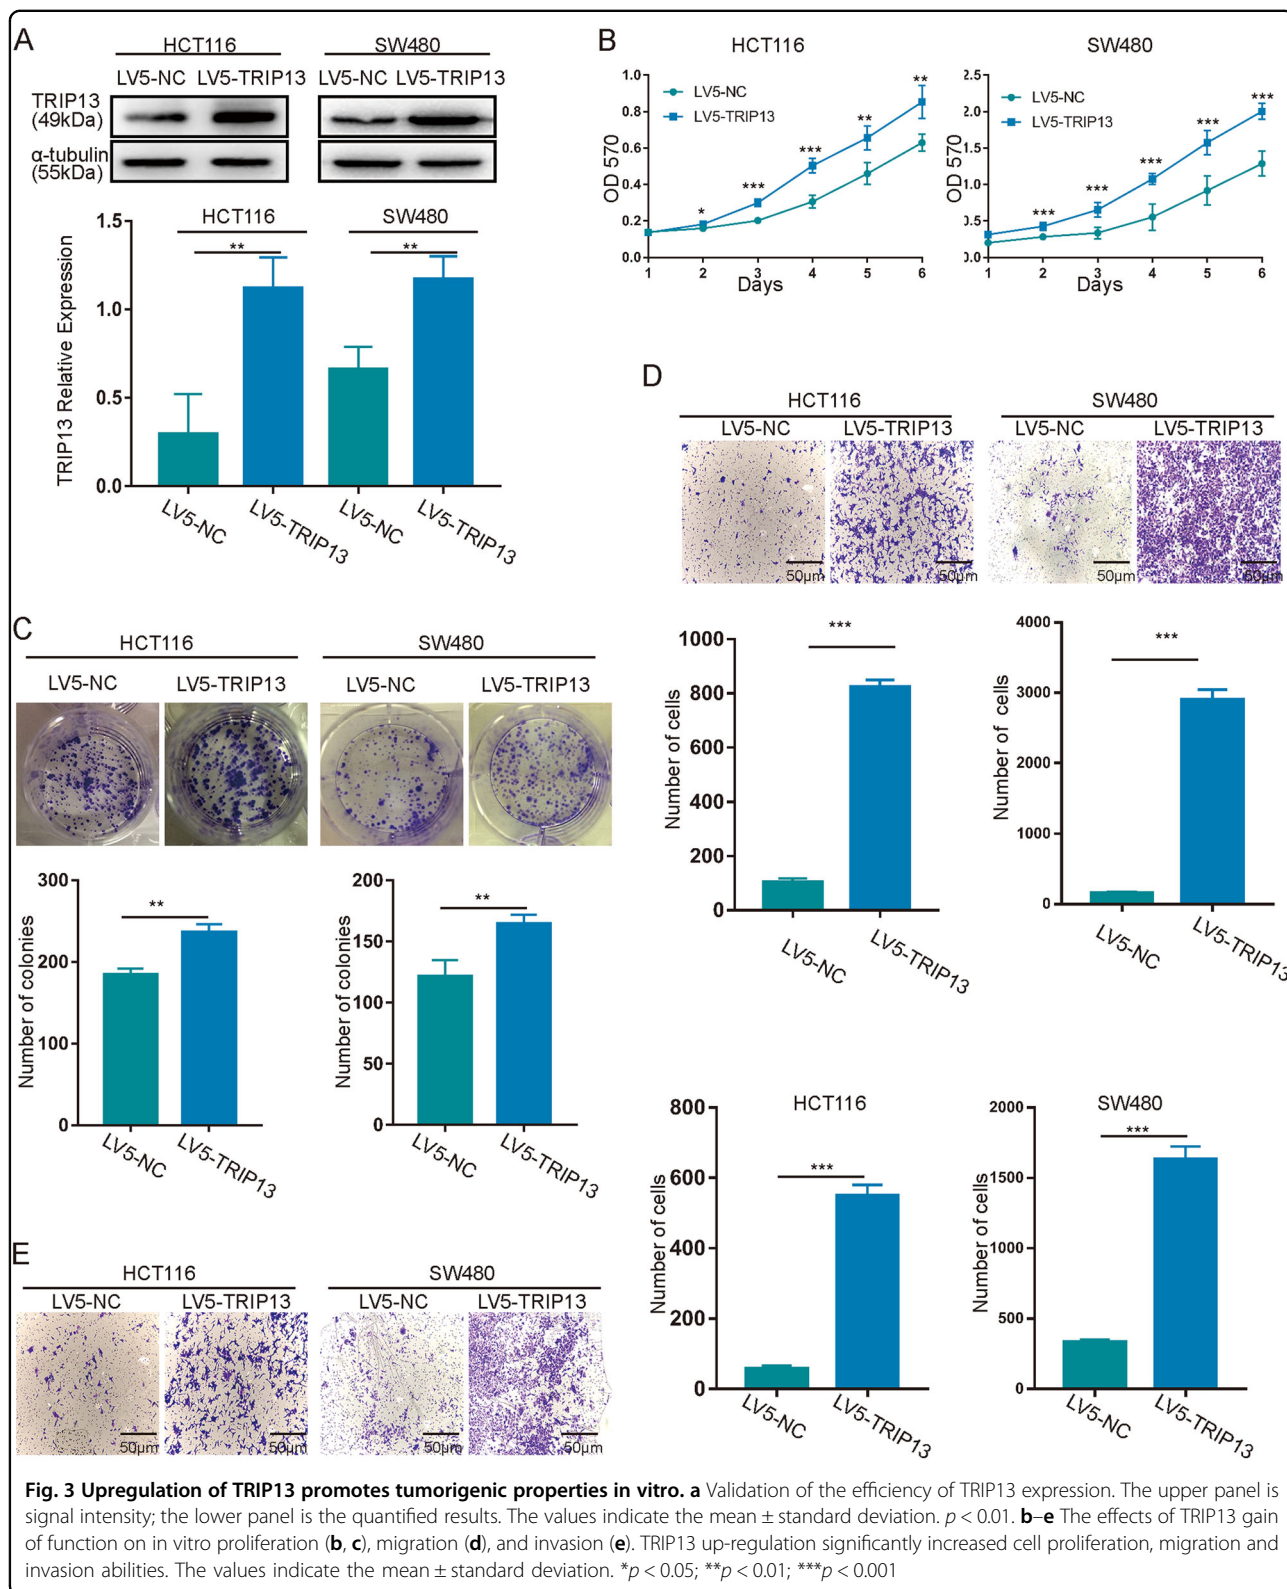 A
HCT116
SW480
LV5-NC LV5-TRIP13
LV5-NC LV5-TRIP13
TRIP13
(49kDa)
α-tubulin
(55kDa)
TRIP13 Relative Expression
1.5
1.0
0.5
0.0
HCT116
SW480
**
**
LV5-NC
LV5-TRIP13
LV5-NC
LV5-TRIP13
B
HCT116
OD 570
1.0
0.8
0.6
0.4
0.2
0.0
LV5-NC
LV5-TRIP13
*
***
***
**
**
1 2 3 4 5 6
Days
SW480
OD 570
2.5
2.0
1.5
1.0
0.5
0.0
LV5-NC
LV5-TRIP13
***
***
***
***
***
1 2 3 4 5 6
Days
C
HCT116
SW480
LV5-NC
LV5-TRIP13
LV5-NC
LV5-TRIP13
Number of colonies
300
200
100
0
**
LV5-NC
LV5-TRIP13
Number of colonies
200
150
100
50
0
**
LV5-NC
LV5-TRIP13
D
HCT116
SW480
LV5-NC
LV5-TRIP13
LV5-NC
LV5-TRIP13
50μm
50μm
50μm
50μm
Number of cells
1000
800
600
400
200
0
***
LV5-NC
LV5-TRIP13
Number of cells
4000
3000
2000
1000
0
***
LV5-NC
LV5-TRIP13
E
HCT116
SW480
LV5-NC
LV5-TRIP13
LV5-NC
LV5-TRIP13
50μm
50μm
50μm
50μm
HCT116
Number of cells
800
600
400
200
0
***
LV5-NC
LV5-TRIP13
SW480
Number of cells
2000
1500
1000
500
0
***
LV5-NC
LV5-TRIP13
Fig. 3 Upregulation of TRIP13 promotes tumorigenic properties in vitro. a Validation of the efficiency of TRIP13 expression. The upper panel is
signal intensity; the lower panel is the quantified results. The values indicate the mean ± standard deviation. p < 0.01. b–e The effects of TRIP13 gain
of function on in vitro proliferation (b, c), migration (d), and invasion (e). TRIP13 up-regulation significantly increased cell proliferation, migration and
invasion abilities. The values indicate the mean ± standard deviation. *p < 0.05; **p < 0.01; ***p < 0.001